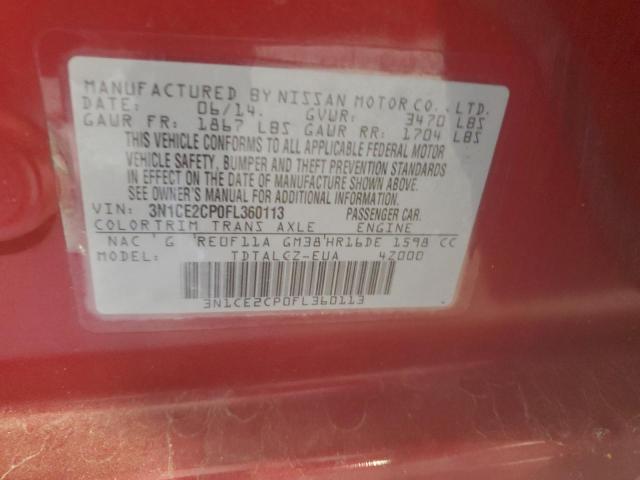 MANUFACTURED BY NISSAN MOTOR CO., LTD.
DATE: 06/14. GVWR: 3470 LBS
GAWR FR: 1867 LBS GAWR RR: 1704 LBS
THIS VEHICLE CONFORMS TO ALL APPLICABLE FEDERAL MOTOR
VEHICLE SAFETY, BUMPER AND THEFT PREVENTION STANDARDS
IN EFFECT ON THE DATE OF MANUFACTURE SHOWN ABOVE.
SEE OWNER'S MANUAL FOR ADDITIONAL INFORMATION.
VIN: 3N1CE2CP0FL360113 PASSENGER CAR.
COLOR TRIM TRANS AXLE ENGINE
NAC G RE0F11A GM38 HR16DE 1598 CC
MODEL: TDTALCZ-EUA 4Z000
3N1CE2CP0FL360113